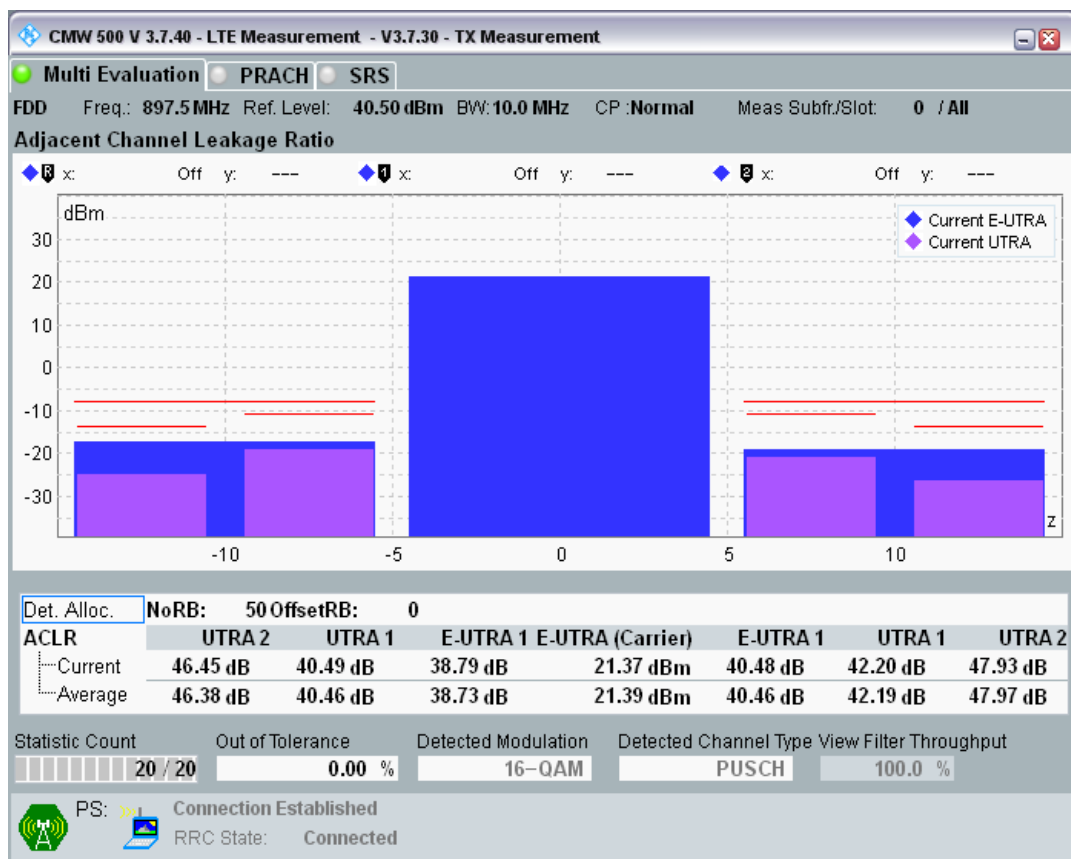 CMW 500 V 3.7.40 - LTE Measurement - V3.7.30 - TX Measurement
Multi Evaluation PRACH SRS
FDD Freq.: 897.5 MHz Ref. Level: 40.50 dBm BW: 10.0 MHz CP :Normal Meas Subfr./Slot: 0 / All
Adjacent Channel Leakage Ratio
R x: Off y: --- 1 x: Off y: --- 2 x: Off y: ---
dBm
Current E-UTRA
Current UTRA
30
20
10
0
-10
-20
-30
z
-10 -5 0 5 10
Det. Alloc. NoRB: 50 OffsetRB: 0
ACLR UTRA 2 UTRA 1 E-UTRA 1 E-UTRA (Carrier) E-UTRA 1 UTRA 1 UTRA 2
Current 46.45 dB 40.49 dB 38.79 dB 21.37 dBm 40.48 dB 42.20 dB 47.93 dB
Average 46.38 dB 40.46 dB 38.73 dB 21.39 dBm 40.46 dB 42.19 dB 47.97 dB
Statistic Count Out of Tolerance Detected Modulation Detected Channel Type View Filter Throughput
20 / 20 0.00 % 16-QAM PUSCH 100.0 %
PS: Connection Established
RRC State: Connected